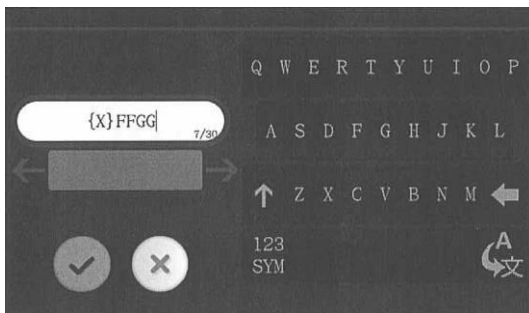 {X}FFGG
7/30
Q W E R T Y U I O P
A S D F G H J K L
Z X C V B N M
123
SYM
A
文